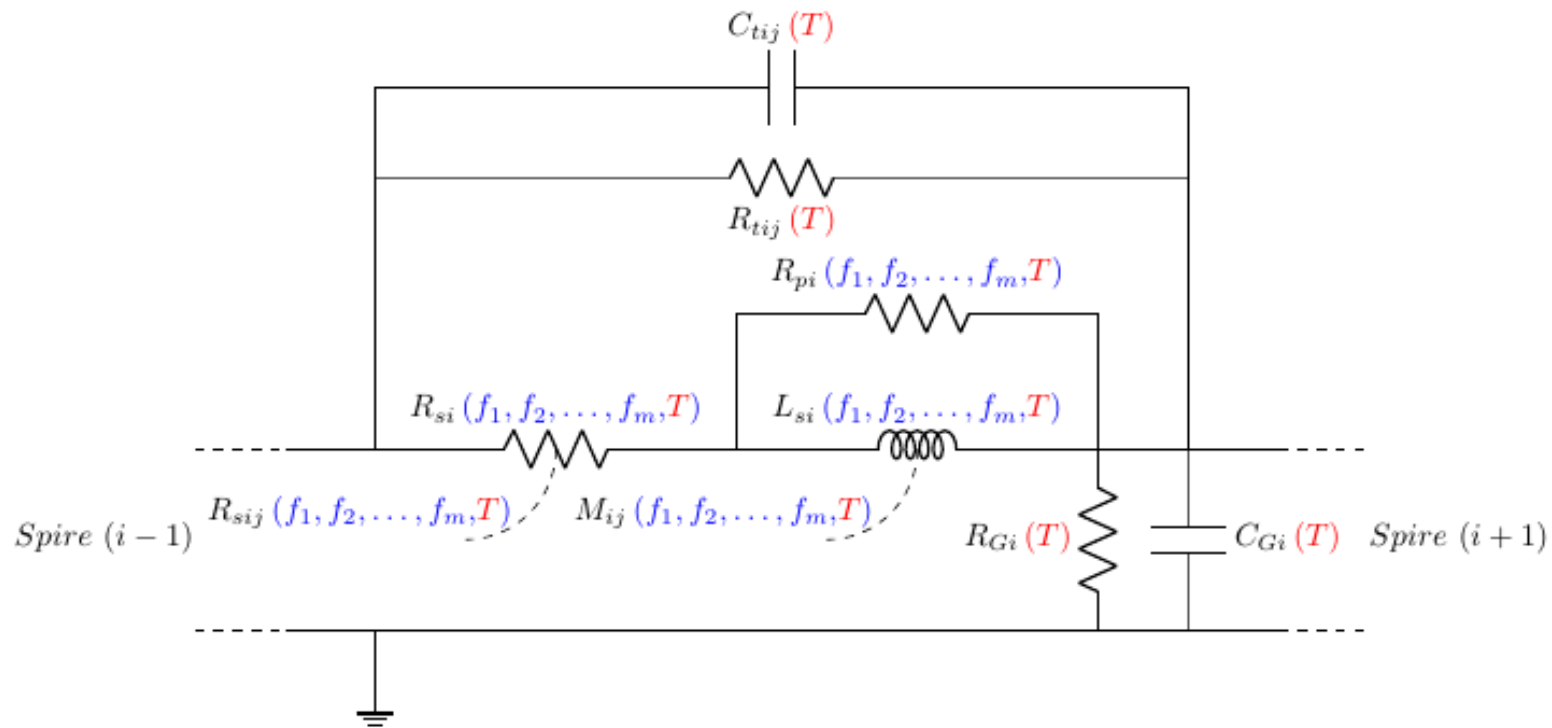 C_{tij} (T)
R_{tij} (T)
R_{pi} (f_1, f_2, ..., f_m,T)
R_{si} (f_1, f_2, ..., f_m,T)
L_{si} (f_1, f_2, ..., f_m,T)
R_{sij} (f_1, f_2, ..., f_m,T)
M_{ij} (f_1, f_2, ..., f_m,T)
Spire (i − 1)
R_{Gi} (T)
C_{Gi} (T)
Spire (i + 1)